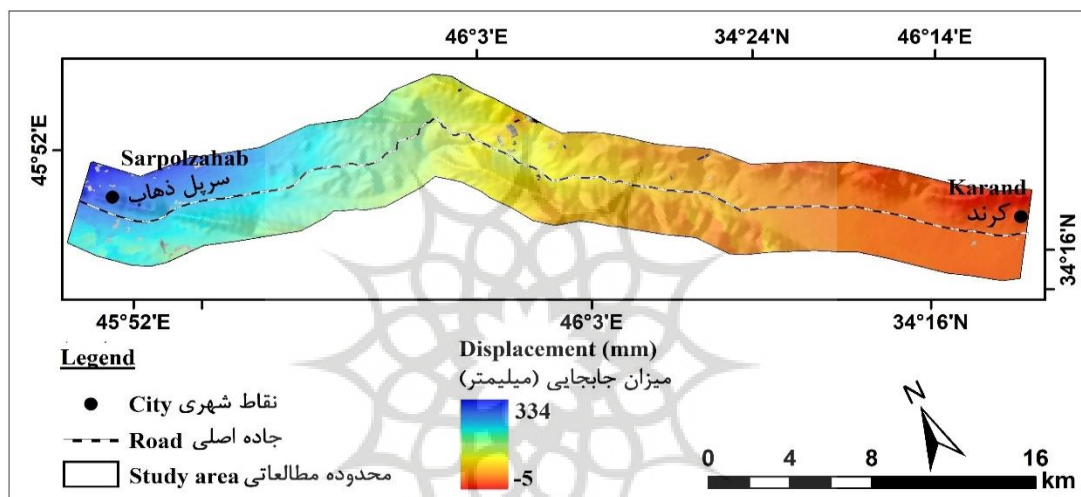 46°3'E 34°24'N 46°14'E
45°52'E
Sarpolzahab
سرپل ذهاب
Karand
کرند
34°16'N
45°52'E 46°3'E 34°16'N
Legend
City نقاط شهری
Road جاده اصلی
Study area محدوده مطالعاتی
Displacement (mm)
میزان جابجایی (میلیمتر)
334
-5
N
0 4 8 16
km